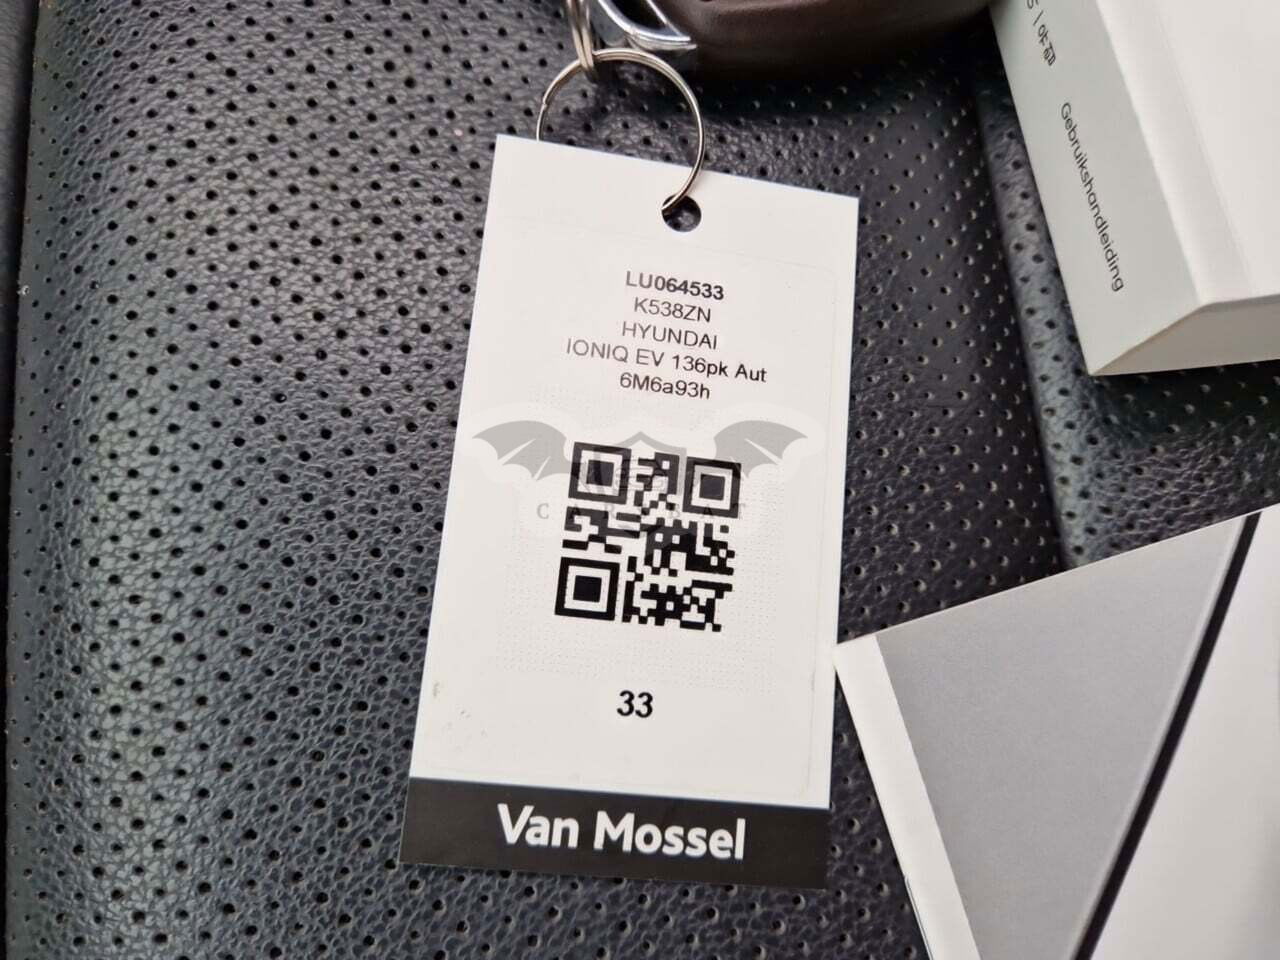 LU064533
K538ZN
HYUNDAI
IONIQ EV 136pk Aut
6M6a93h
33
Van Mossel
Gebruikshandleiding